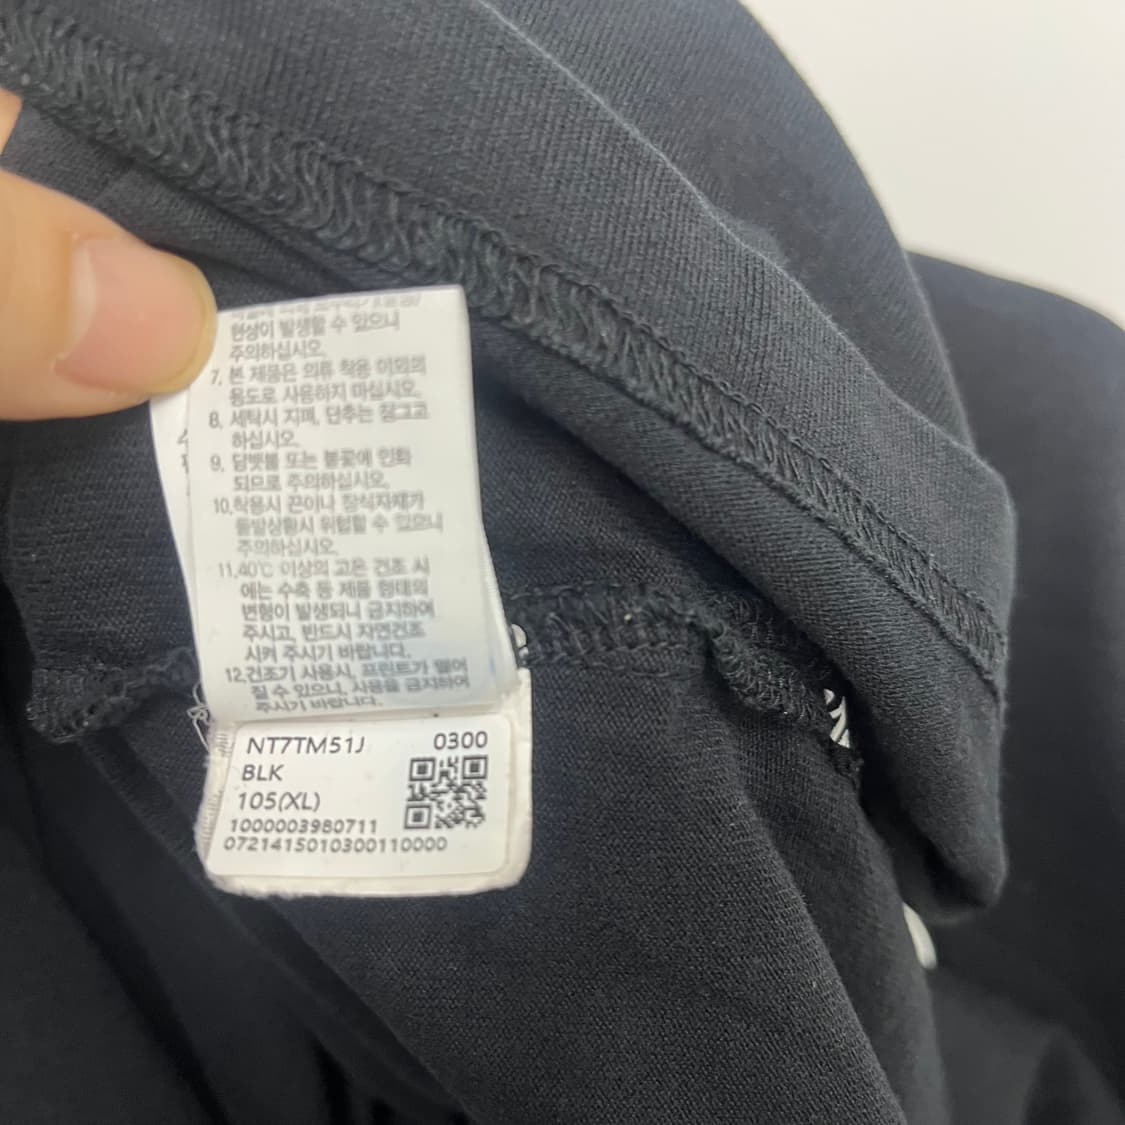 현상이 발생할 수 있으니
주의하십시오.
7. 본 제품은 의류 착용 이외의
용도로 사용하지 마십시오.
8. 세탁시 지퍼, 단추는 잠그고
하십시오.
9. 담뱃불 또는 불꽃에 인화
되므로 주의하십시오.
10.착용시 끈이나 장식자재가
돌발상황시 위험할 수 있으니
주의하십시오.
11.40℃ 이상의 고온 건조 시
에는 수축 등 제품 형태의
변형이 발생되니 금지하여
주시고, 반드시 자연건조
시켜 주시기 바랍니다.
12.건조기 사용시, 프린트가 떨어
질 수 있으니, 사용을 금지하여
주시기 바랍니다.
NT7TM51J 0300
BLK
105(XL)
1000003980711
0721415010300110000